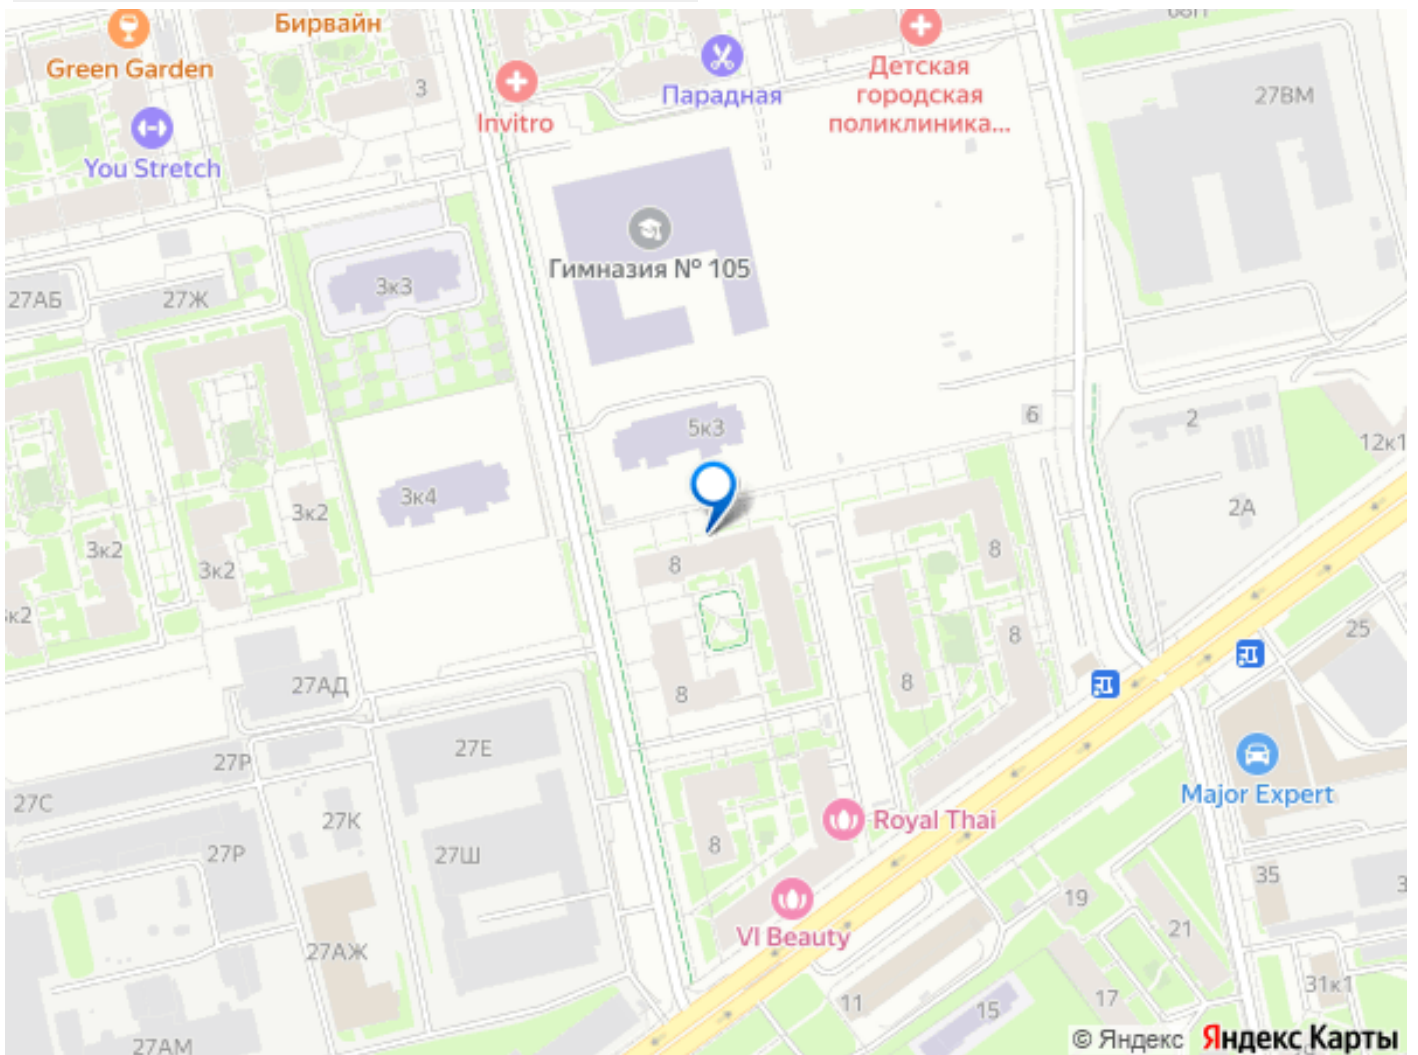 Бирвайн
Green Garden
3
Invitro
Парадная
Детская
городская
поликлиника...
27ВМ
You Stretch
Гимназия № 105
27АБ
27Ж
3к3
6
2
12к1
5к3
3к4
3к2
3к2
3к2
2А
8
8
8
25
8
8
27АД
27Е
27Р
27С
27К
27Р
27Ш
Major Expert
Royal Thai
8
35
19
VI Beauty
21
27АЖ
11
15
17
31к1
27АМ
© Яндекс Яндекс Карты